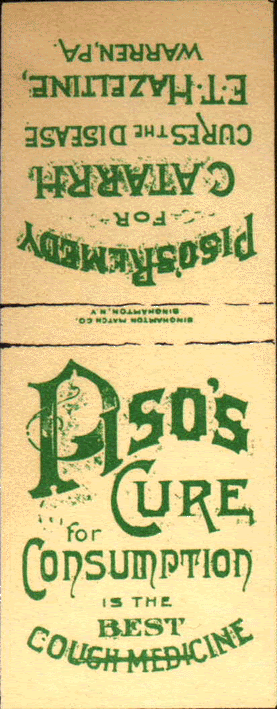 PISO'S REMEDY
FOR
CATARRH.
CURES THE DISEASE
E.T. HAZELTINE,
WARREN, PA.
BINGHAMTON MATCH CO.
BINGHAMTON, N.Y.
PISO'S
CURE
for
CONSUMPTION
IS THE
BEST
COUGH MEDICINE